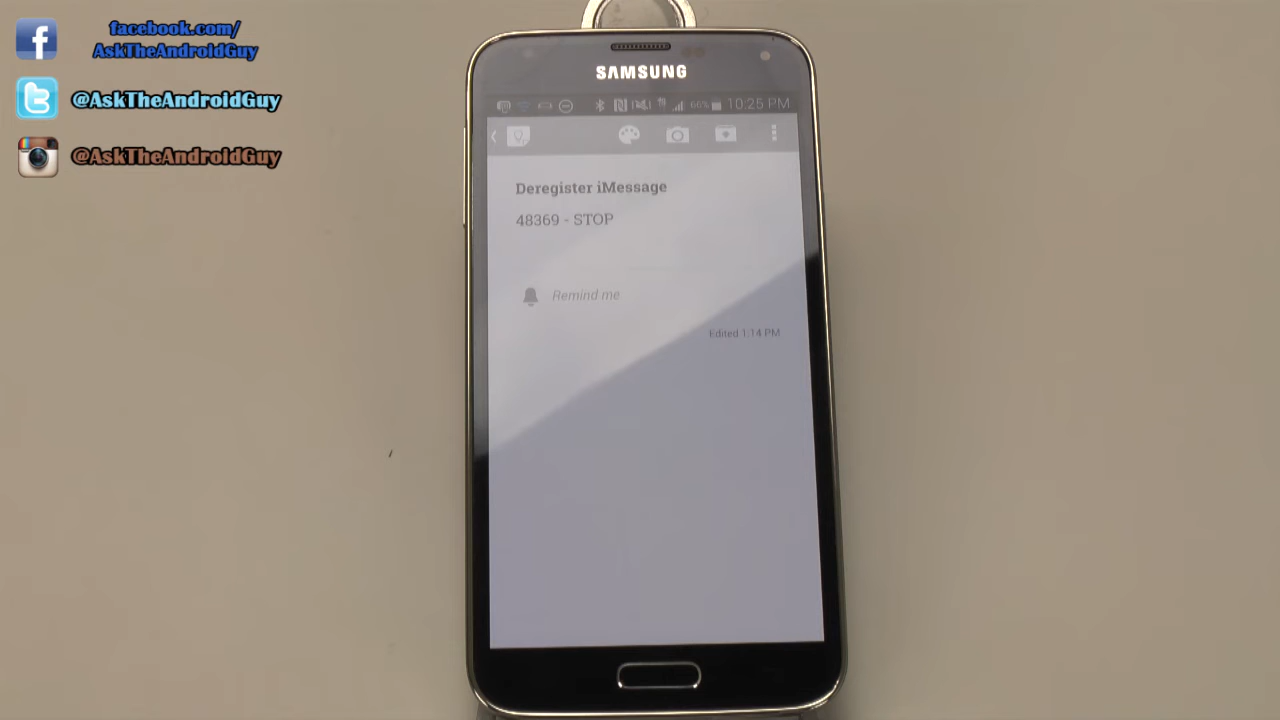 facebook.com/
AskTheAndroidGuy
@AskTheAndroidGuy
@AskTheAndroidGuy
SAMSUNG
66% 10:25 PM
Deregister iMessage
48369 - STOP
Remind me
Edited 1:14 PM